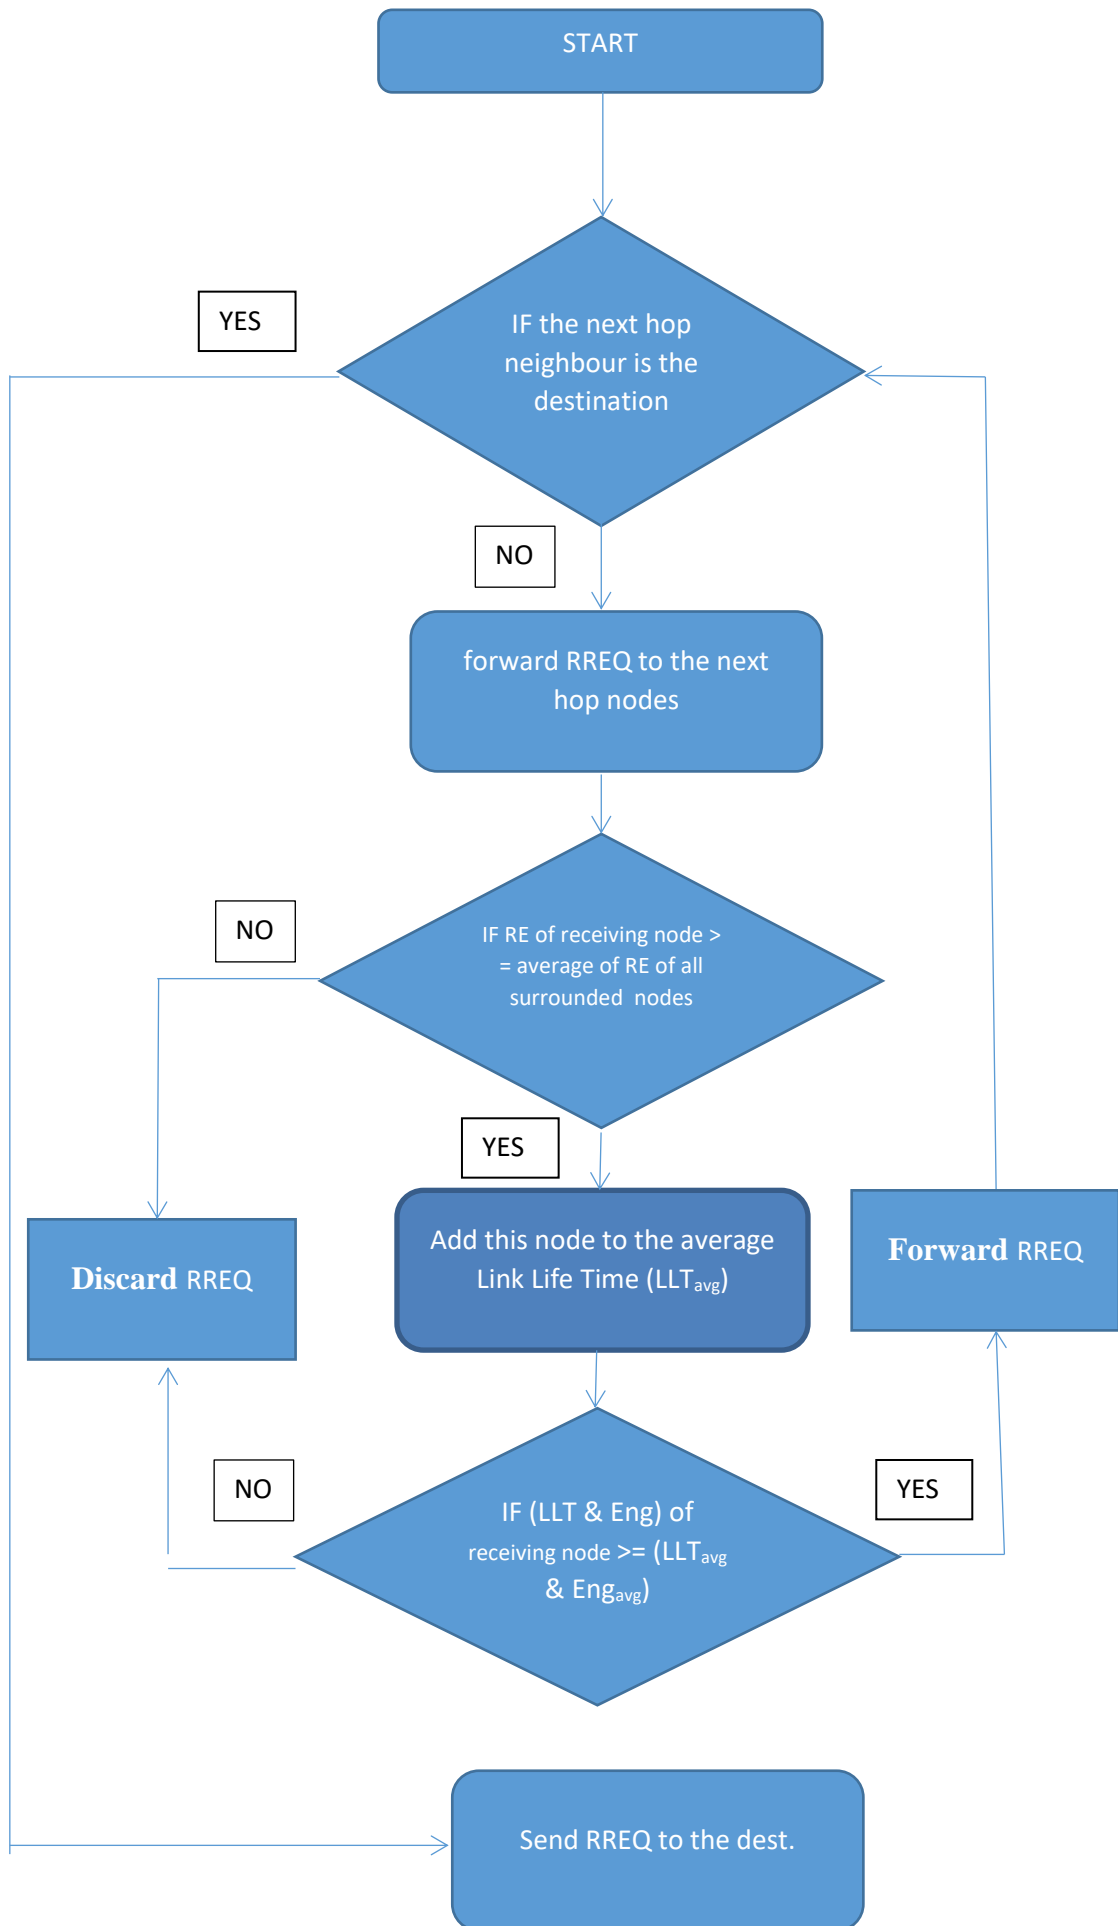 START
YES
IF the next hop
neighbour is the
destination
NO
forward RREQ to the next
hop nodes
NO
IF RE of receiving node >
= average of RE of all
surrounded nodes
YES
Discard RREQ
Add this node to the average
Link Life Time (LLTavg)
Forward RREQ
NO
YES
IF (LLT & Eng) of
receiving node >= (LLTavg
& Engavg)
Send RREQ to the dest.